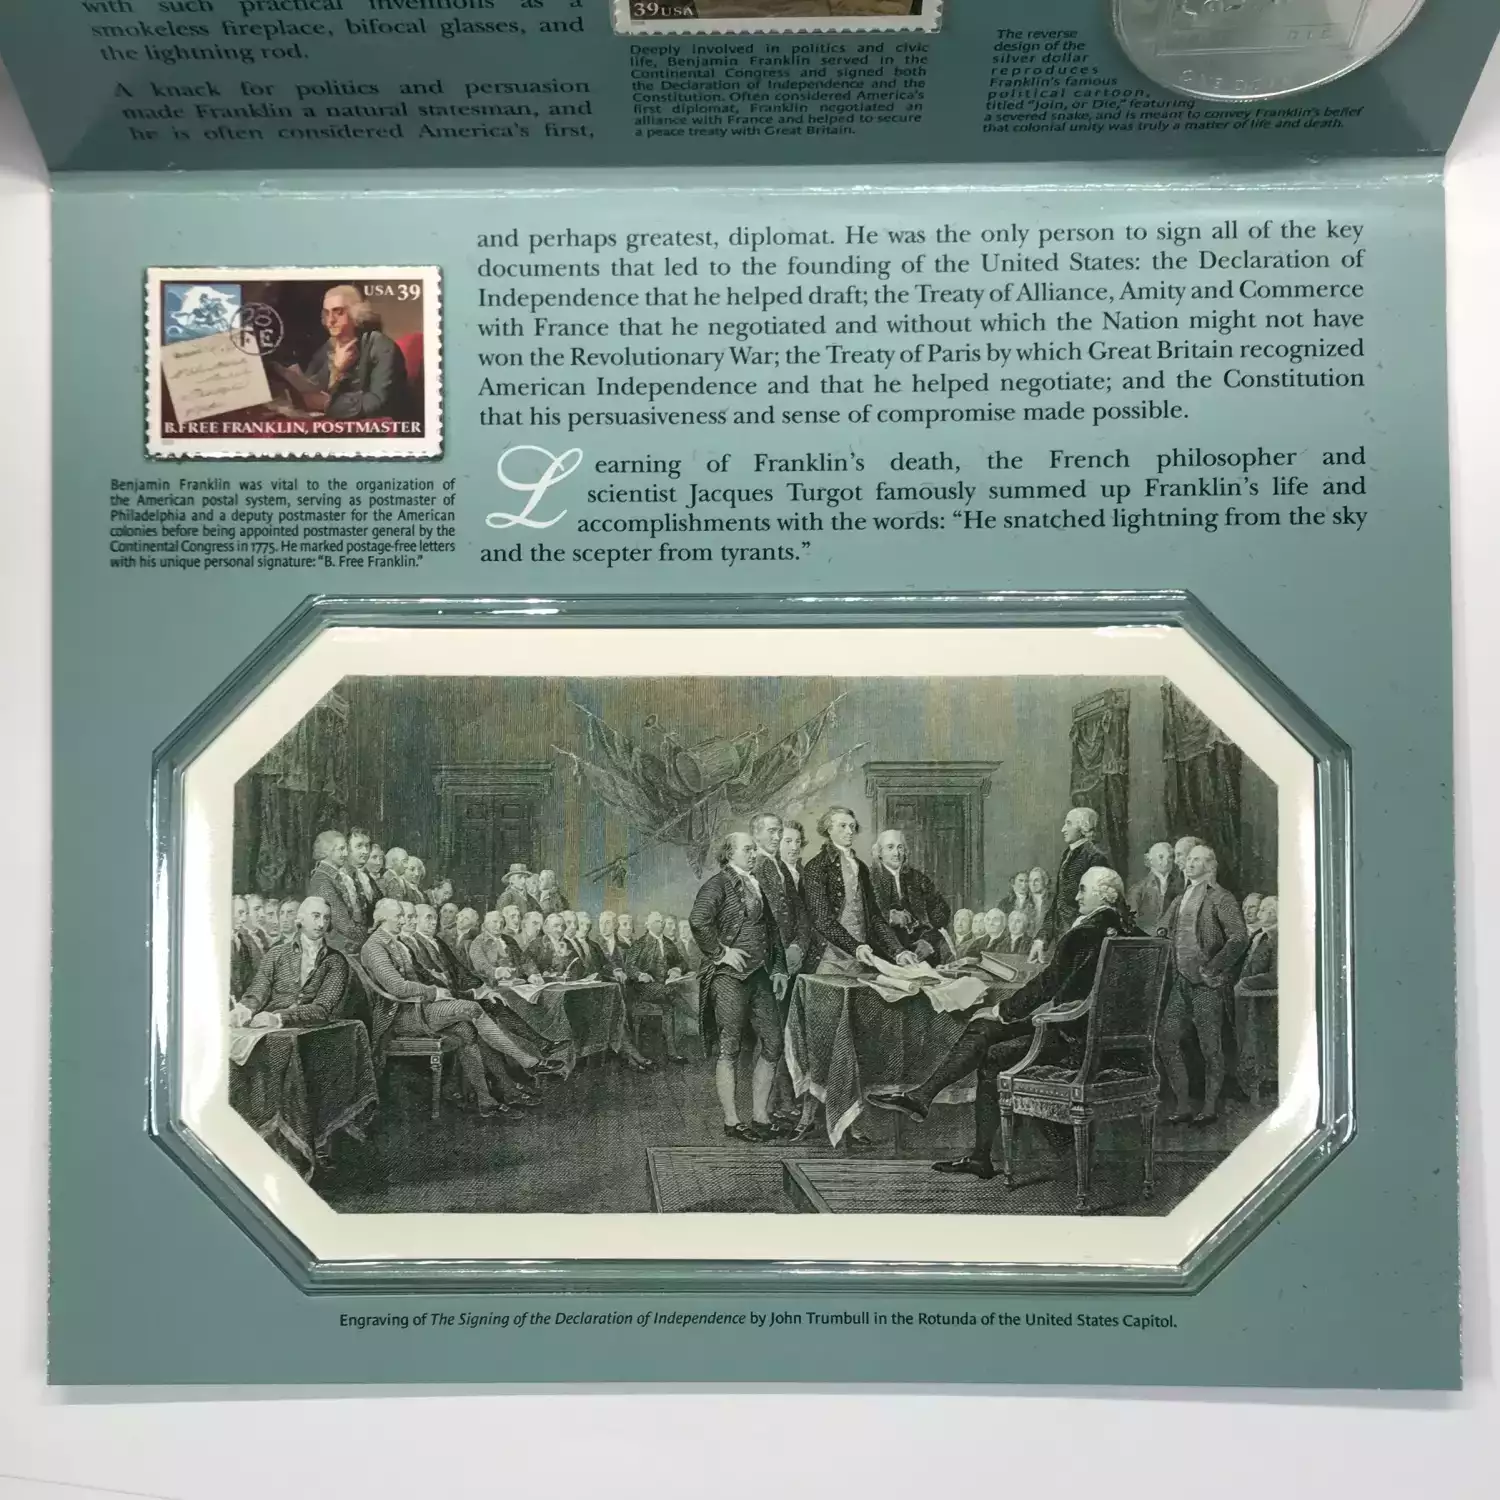 with such practical inventions as a
smokeless fireplace, bifocal glasses, and
the lightning rod.
A knack for politics and persuasion
made Franklin a natural statesman, and
he is often considered America's first,
39USA
Deeply involved in politics and civic
life, Benjamin Franklin served in the
Continental Congress and signed both
the Declaration of Independence and the
Constitution. Often considered America's
first diplomat, Franklin negotiated an
alliance with France and helped to secure
a peace treaty with Great Britain.
The reverse
design of the
silver dollar
reproduces
Franklin's famous
political cartoon,
titled "Join, or Die," featuring
a severed snake, and is meant to convey Franklin's belief
that colonial unity was truly a matter of life and death.
DIE
USA 39
B. FREE FRANKLIN, POSTMASTER
Benjamin Franklin was vital to the organization of
the American postal system, serving as postmaster of
Philadelphia and a deputy postmaster for the American
colonies before being appointed postmaster general by the
Continental Congress in 1775. He marked postage-free letters
with his unique personal signature: "B. Free Franklin."
and perhaps greatest, diplomat. He was the only person to sign all of the key
documents that led to the founding of the United States: the Declaration of
Independence that he helped draft; the Treaty of Alliance, Amity and Commerce
with France that he negotiated and without which the Nation might not have
won the Revolutionary War; the Treaty of Paris by which Great Britain recognized
American Independence and that he helped negotiate; and the Constitution
that his persuasiveness and sense of compromise made possible.
Learning of Franklin's death, the French philosopher and
scientist Jacques Turgot famously summed up Franklin's life and
accomplishments with the words: "He snatched lightning from the sky
and the scepter from tyrants."
Engraving of The Signing of the Declaration of Independence by John Trumbull in the Rotunda of the United States Capitol.